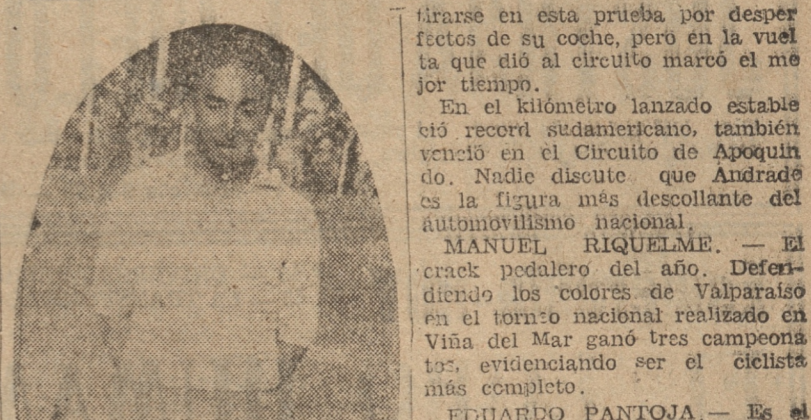 tirarse en esta prueba por desper
fectos de su coche, pero en la vuel
ta que dió al circuito marcó el me
jor tiempo.
En el kilómetro lanzado estable
ció record sudamericano, también
venció en el Circuito de Apoquin
do. Nadie discute que Andrade
es la figura más descollante del
automovilismo nacional.
MANUEL RIQUELME. — El
crack pedalero del año. Defen-
diendo los colores de Valparaíso
en el torneo nacional realizado en
Viña del Mar ganó tres campeona
tos, evidenciando ser el ciclista
más completo.
EDUARDO PANTOJA. — Es el